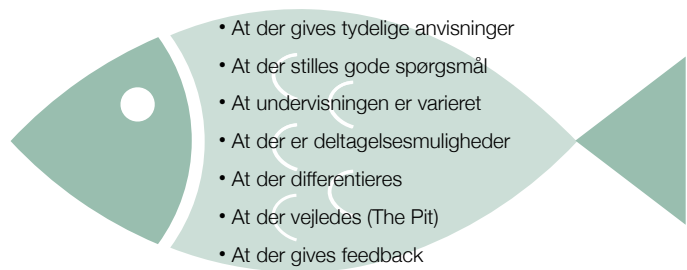 • At der gives tydelige anvisninger
• At der stilles gode spørgsmål
• At undervisningen er varieret
• At der er deltagelsesmuligheder
• At der differentieres
• At der vejledes (The Pit)
• At der gives feedback